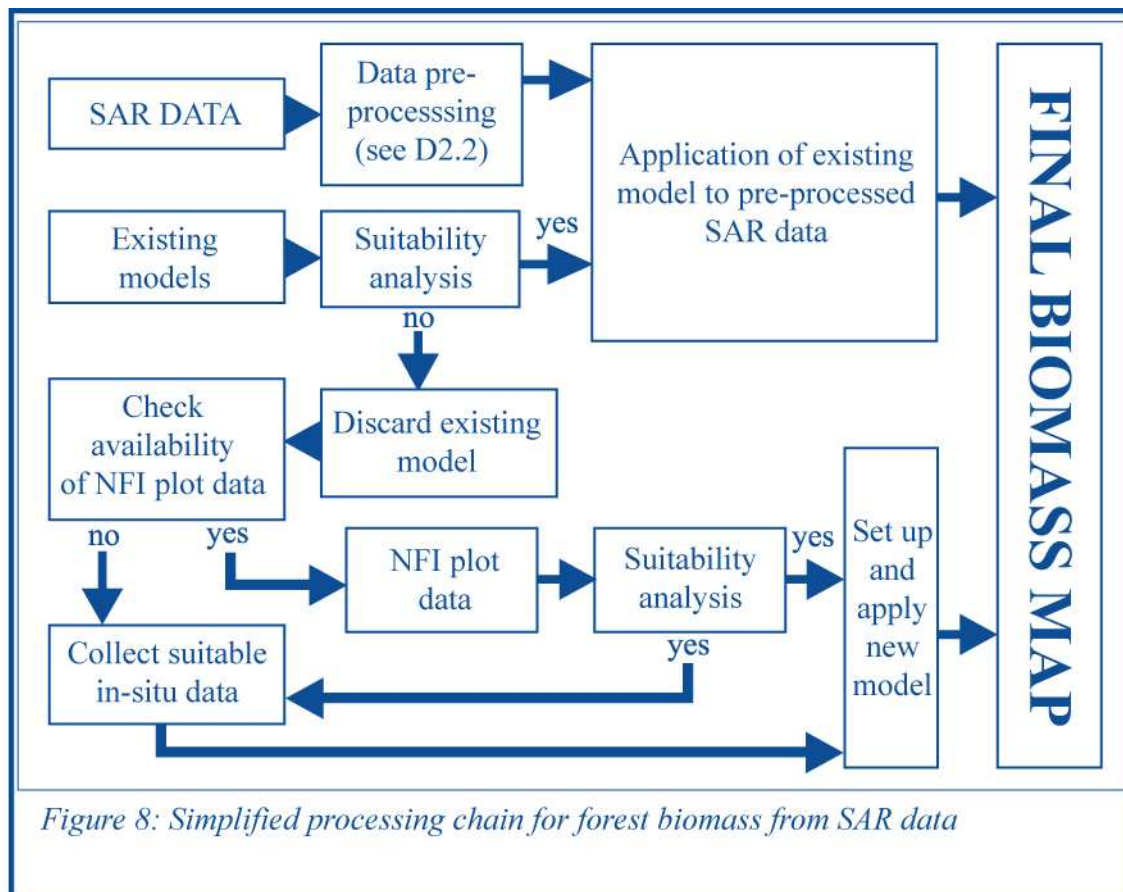 SAR DATA
Data pre-
processsing
(see D2.2)
Application of existing
model to pre-processed
SAR data
Existing
models
Suitability
analysis
yes
no
Discard existing
model
Check
availability
of NFI plot data
no
yes
NFI plot
data
Suitability
analysis
yes
yes
Collect suitable
in-situ data
Set up
and
apply
new
model
FINAL BIOMASS MAP
Figure 8: Simplified processing chain for forest biomass from SAR data